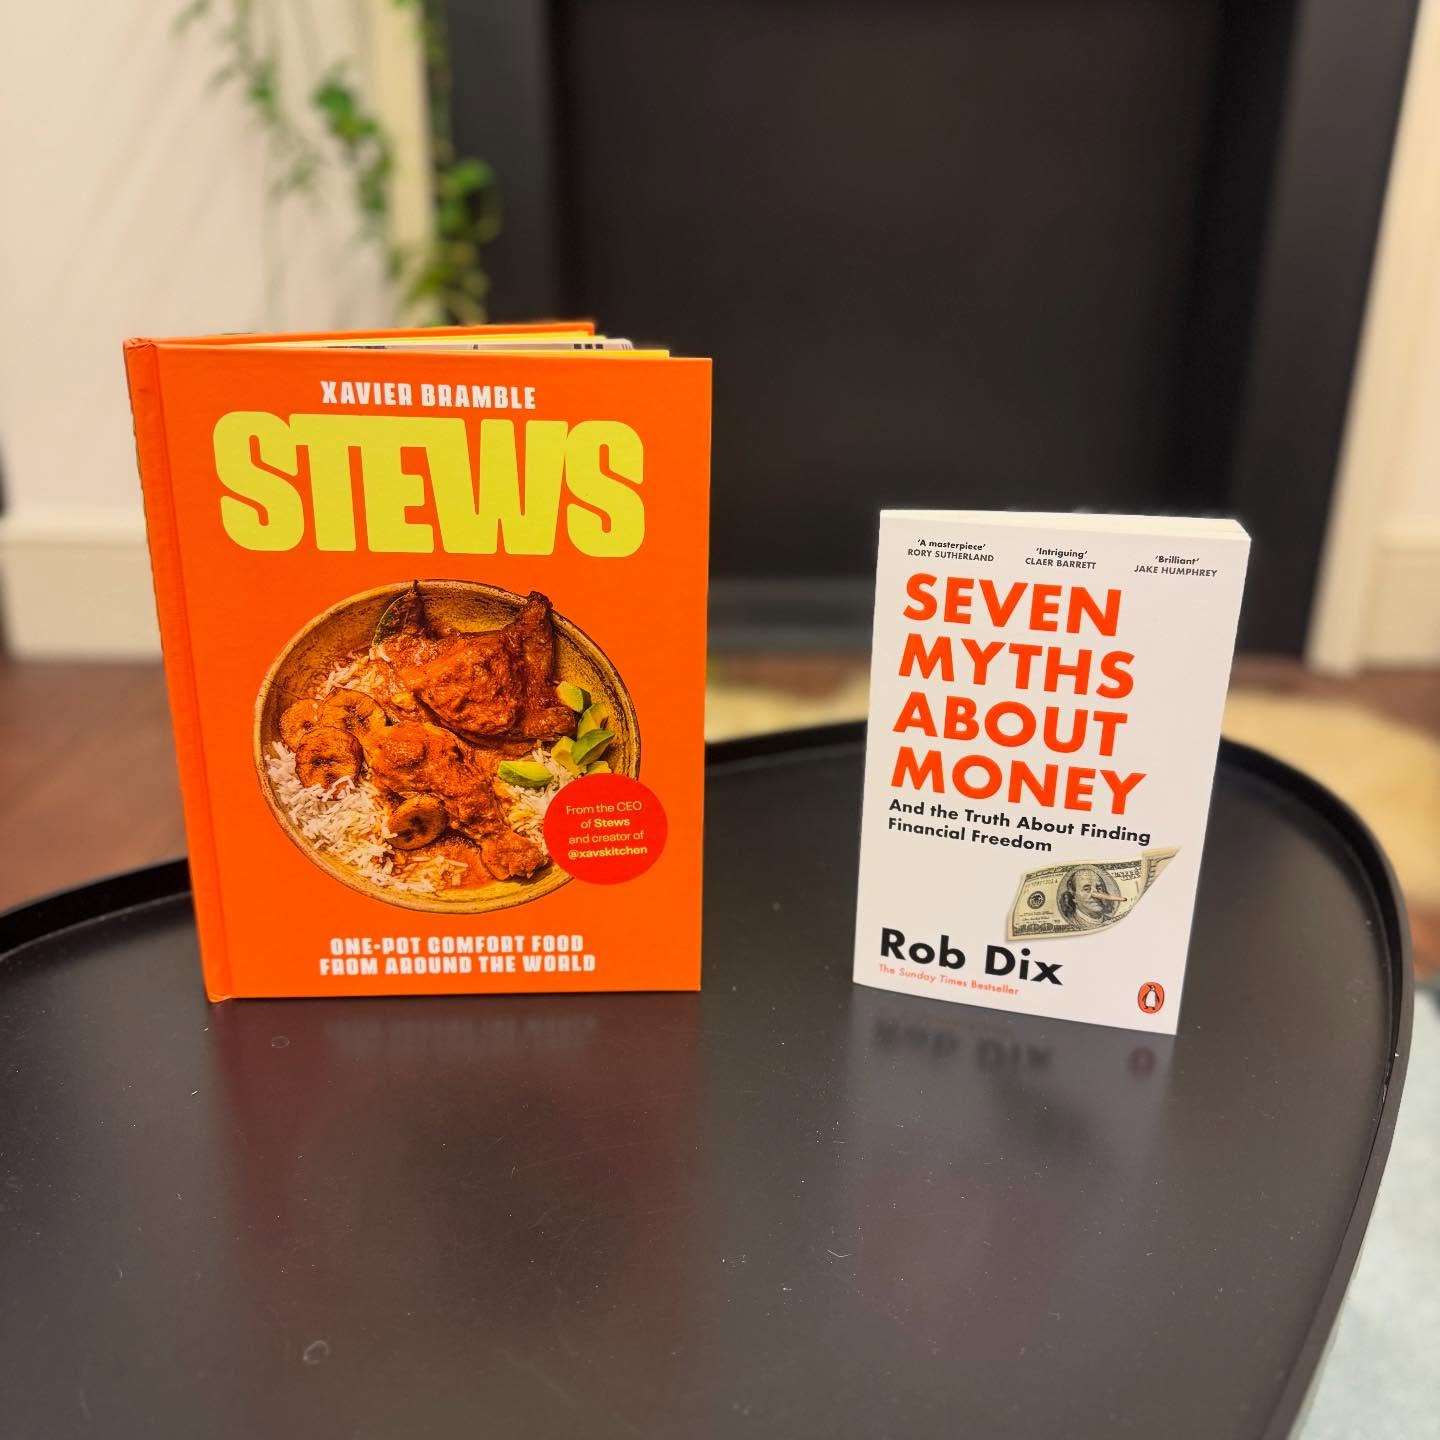 XAVIER BRAMBLE
STEWS
From the CEO
of Stews
and creator of
@xavskitchen
ONE-POT COMFORT FOOD
FROM AROUND THE WORLD
'A masterpiece'
RORY SUTHERLAND
'Intriguing'
CLAER BARRETT
'Brilliant'
JAKE HUMPHREY
SEVEN
MYTHS
ABOUT
MONEY
And the Truth About Finding
Financial Freedom
Rob Dix
The Sunday Times Bestseller